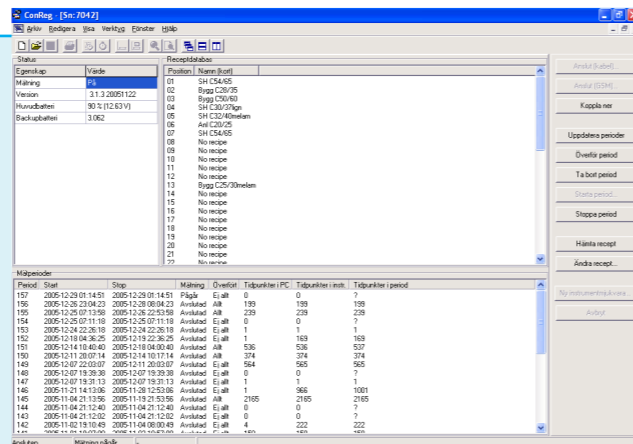 ConReg - [Sn:7042]
Arkiv Redigera Visa Verktyg Fönster Hjälp
Status
Egenskap Värde
Mätning På
Version 3.1.3 20051122
Huvudbatteri 90 % (12.63 V)
Backupbatteri 3.062
Receptdatabas
Position Namn (kort)
01 SH C54/65
02 Bygg C28/35
03 Bygg C50/60
04 SH C30/37lign
05 SH C32/40melam
06 Anl C20/25
07 SH C54/65
08 No recipe
09 No recipe
10 No recipe
11 No recipe
12 No recipe
13 Bygg C25/30melam
14 No recipe
15 No recipe
16 No recipe
17 No recipe
18 No recipe
19 No recipe
20 No recipe
21 No recipe
22 No recipe
Anslut (kabel)...
Anslut (GSM)
Koppla ner
Uppdatera perioder
Överför period
Ta bort period
Starta period...
Stoppa period
Hämta recept
Ändra recept...
Ny instrumentmjukvara...
Avbryt
Mätperioder
Period Start Stop Mätning Överfört Tidpunkter i PC Tidpunkter i instr. Tidpunkter i period
157 2005-12-29 01:14:51 2005-12-29 01:14:51 Pågår Ej allt 0 0 ?
156 2005-12-26 23:04:23 2005-12-28 08:04:23 Avslutad Allt 199 199 199
155 2005-12-25 07:13:58 2005-12-26 22:53:58 Avslutad Allt 239 239 239
154 2005-12-25 07:11:18 2005-12-25 07:11:18 Avslutad Ej allt 0 0 ?
153 2005-12-24 22:26:18 2005-12-24 22:26:18 Avslutad Ej allt 1 1 1
152 2005-12-18 04:36:25 2005-12-19 22:36:25 Avslutad Ej allt 1 169 169
151 2005-12-14 10:40:40 2005-12-18 04:00:40 Avslutad Allt 536 536 537
150 2005-12-11 20:07:14 2005-12-14 10:17:14 Avslutad Allt 374 374 374
149 2005-12-07 22:03:07 2005-12-11 20:03:07 Avslutad Ej allt 564 565 565
148 2005-12-07 19:39:38 2005-12-07 19:39:38 Avslutad Ej allt 0 0 ?
147 2005-12-07 19:31:13 2005-12-07 19:31:13 Avslutad Ej allt 1 1 1
146 2005-11-21 14:13:06 2005-11-28 12:53:06 Avslutad Ej allt 1 966 1001
145 2005-11-04 21:13:56 2005-11-19 21:53:56 Avslutad Allt 2165 2165 2165
144 2005-11-04 21:12:40 2005-11-04 21:12:40 Avslutad Ej allt 0 0 ?
143 2005-11-04 21:12:02 2005-11-04 21:12:02 Avslutad Ej allt 0 0 ?
142 2005-11-02 19:10:49 2005-11-04 08:00:49 Avslutad Ej allt 4 222 222
Ansluten Mätning pågår